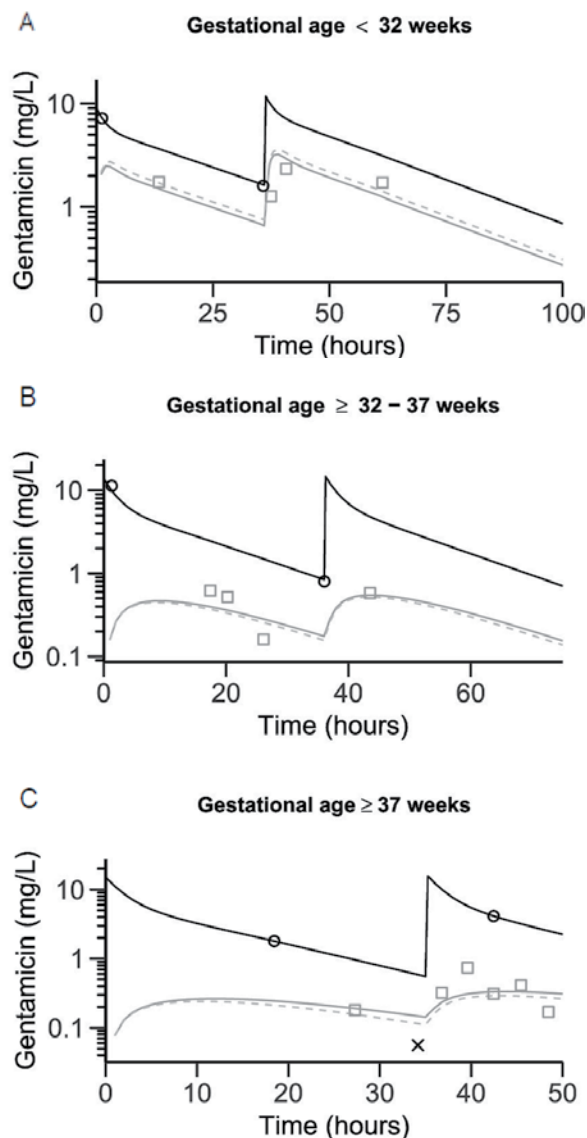 A
Gestational age < 32 weeks
Gentamicin (mg/L)
10
1
0 25 50 75 100
Time (hours)
B
Gestational age ≥ 32 − 37 weeks
Gentamicin (mg/L)
10
1
0.1
0 20 40 60
Time (hours)
C
Gestational age ≥ 37 weeks
Gentamicin (mg/L)
10
1
0.1
0 10 20 30 40 50
Time (hours)